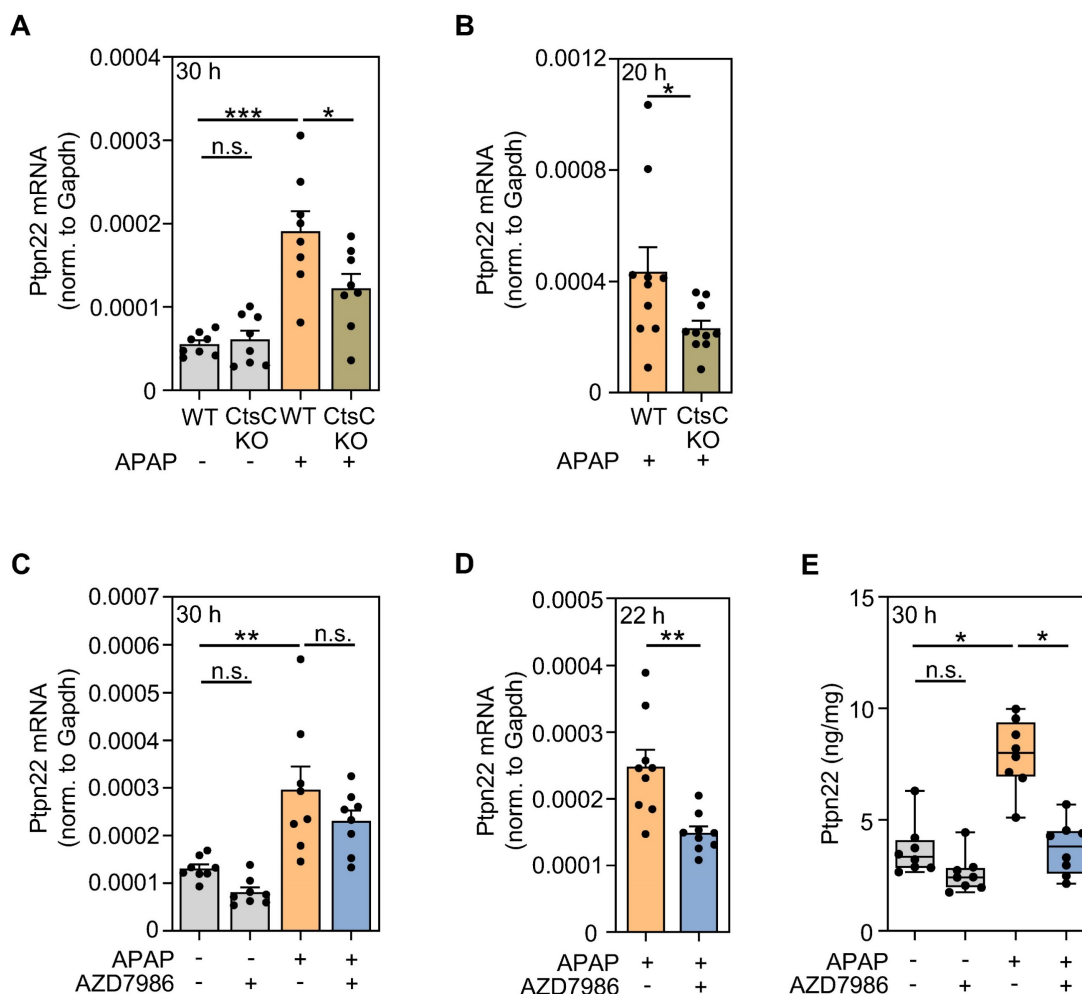 A
Ptpn22 mRNA
(norm. to Gapdh)
0.0004
0.0003
0.0002
0.0001
0
30 h
*** *
n.s.
WT CtsC WT CtsC
KO KO
APAP - - + +
B
Ptpn22 mRNA
(norm. to Gapdh)
0.0012
0.0008
0.0004
0
20 h
*
WT CtsC
KO
APAP + +
C
Ptpn22 mRNA
(norm. to Gapdh)
0.0007
0.0006
0.0005
0.0004
0.0003
0.0002
0.0001
0
30 h
** n.s.
n.s.
APAP - - + +
AZD7986 - + - +
D
Ptpn22 mRNA
(norm. to Gapdh)
0.0005
0.0004
0.0003
0.0002
0.0001
0
22 h
**
APAP + +
AZD7986 - +
E
Ptpn22 (ng/mg)
15
10
5
0
30 h
* *
n.s.
APAP - - + +
AZD7986 - + - +